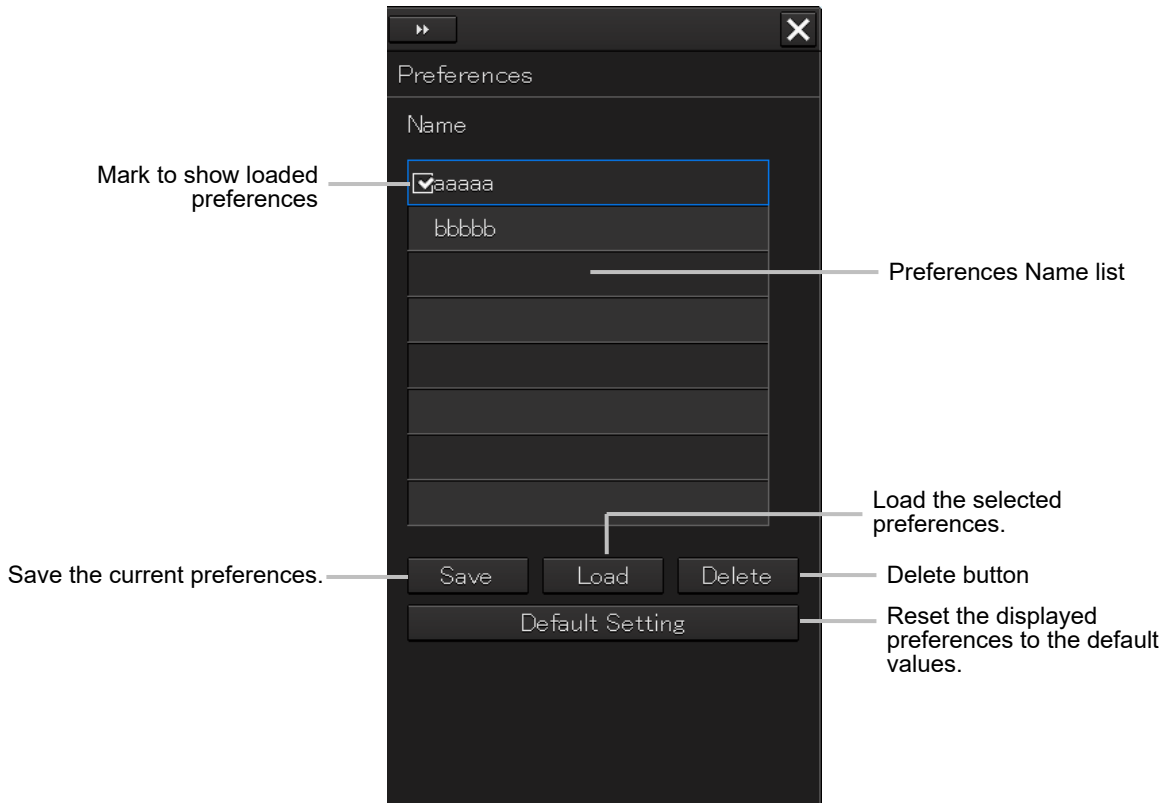 Preferences
Name
Mark to show loaded
preferences
aaaaa
bbbbb
Preferences Name list
Load the selected
preferences.
Save the current preferences.
Save
Load
Delete
Delete button
Default Setting
Reset the displayed
preferences to the default
values.